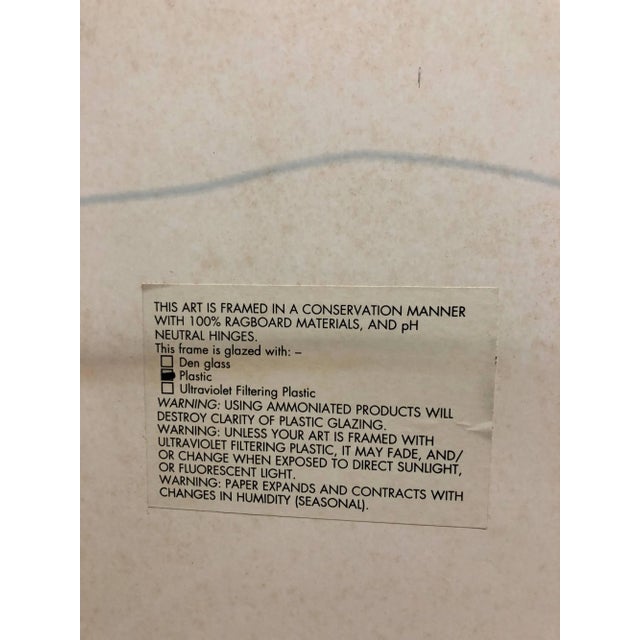 THIS ART IS FRAMED IN A CONSERVATION MANNER
WITH 100% RAGBOARD MATERIALS, AND pH
NEUTRAL HINGES.
This frame is glazed with: –
Den glass
Plastic
Ultraviolet Filtering Plastic
WARNING: USING AMMONIATED PRODUCTS WILL
DESTROY CLARITY OF PLASTIC GLAZING.
WARNING: UNLESS YOUR ART IS FRAMED WITH
ULTRAVIOLET FILTERING PLASTIC, IT MAY FADE, AND/
OR CHANGE WHEN EXPOSED TO DIRECT SUNLIGHT,
OR FLUORESCENT LIGHT.
WARNING: PAPER EXPANDS AND CONTRACTS WITH
CHANGES IN HUMIDITY (SEASONAL).